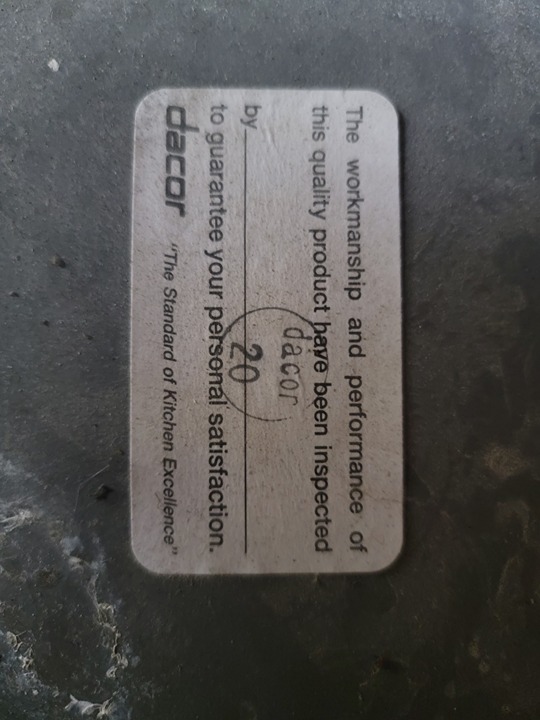 The workmanship and performance of
this quality product have been inspected
dacor
by 20
to guarantee your personal satisfaction.
dacor "The Standard of Kitchen Excellence"